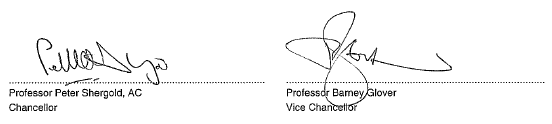 Professor Peter Shergold, AC
Chancellor
Professor Barney Glover
Vice Chancellor